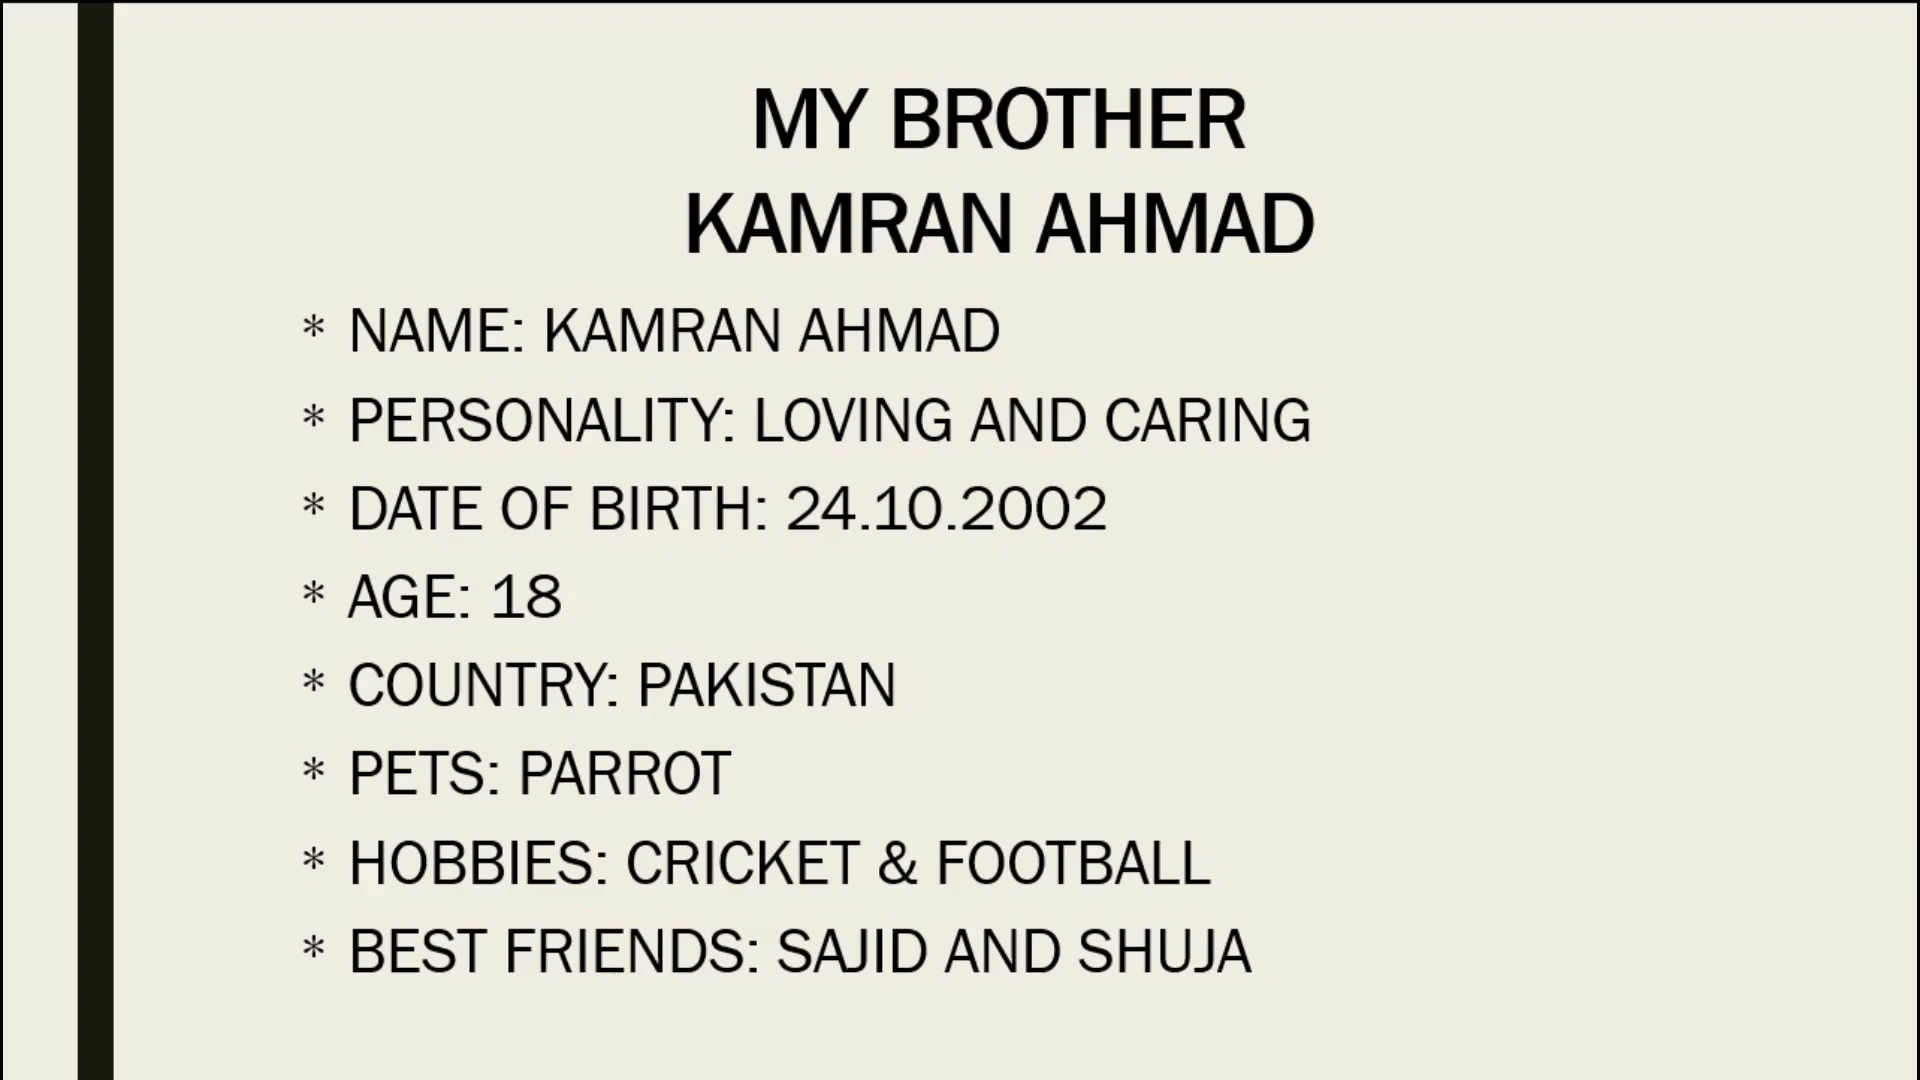 MY BROTHER
KAMRAN AHMAD
* NAME: KAMRAN AHMAD
* PERSONALITY: LOVING AND CARING
* DATE OF BIRTH: 24.10.2002
* AGE: 18
* COUNTRY: PAKISTAN
* PETS: PARROT
* HOBBIES: CRICKET & FOOTBALL
* BEST FRIENDS: SAJID AND SHUJA